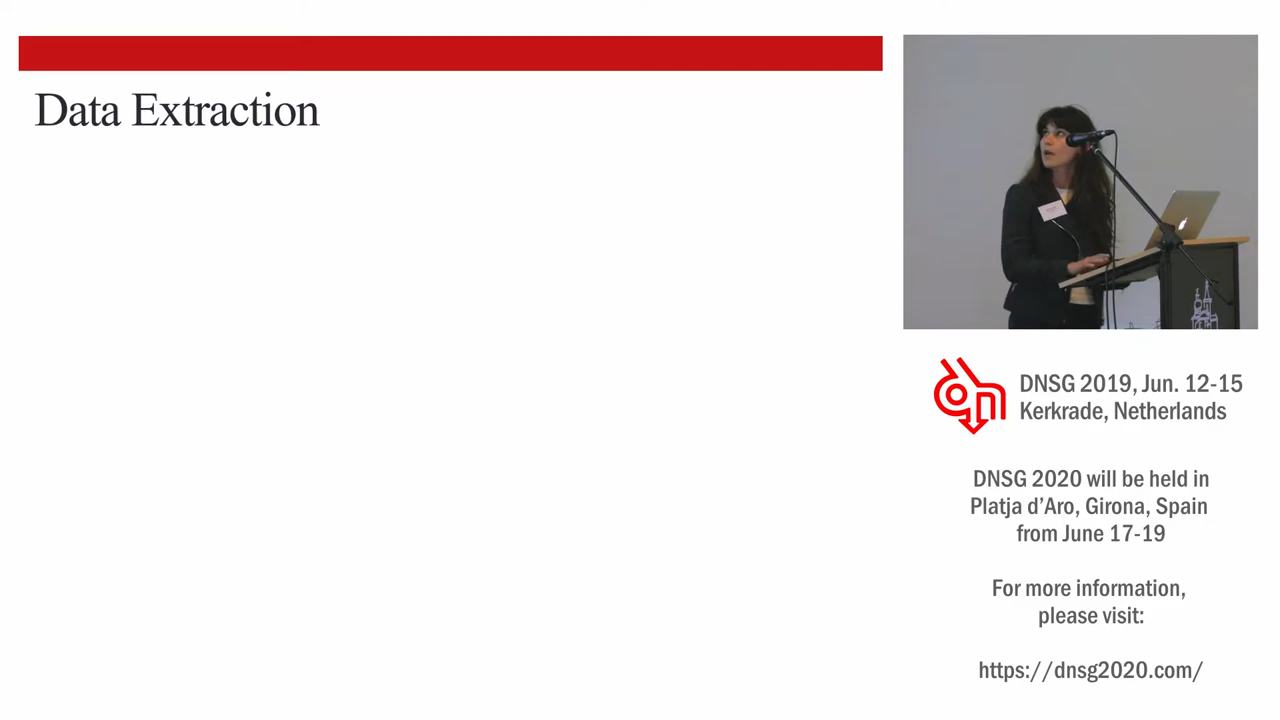 Data Extraction
DNSG 2019, Jun. 12-15
Kerkrade, Netherlands
DNSG 2020 will be held in
Platja d'Aro, Girona, Spain
from June 17-19
For more information,
please visit:
https://dnsg2020.com/